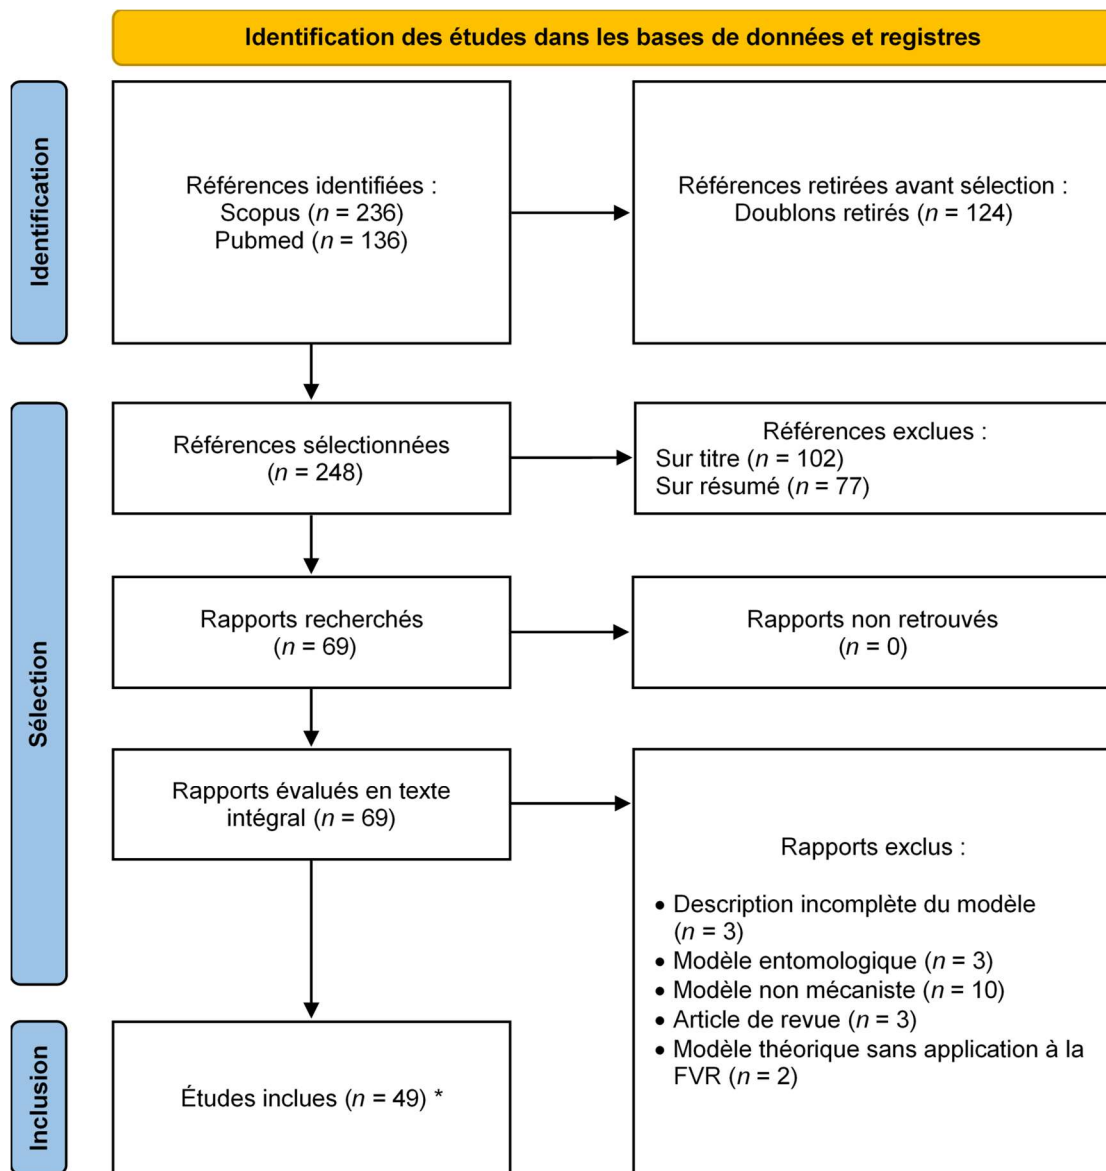 Identification des études dans les bases de données et registres
Identification
Références identifiées :
Scopus (n = 236)
Pubmed (n = 136)
Références retirées avant sélection :
Doublons retirés (n = 124)
Sélection
Références sélectionnées
(n = 248)
Références exclues :
Sur titre (n = 102)
Sur résumé (n = 77)
Rapports recherchés
(n = 69)
Rapports non retrouvés
(n = 0)
Rapports évalués en texte
intégral (n = 69)
Rapports exclus :
• Description incomplète du modèle
(n = 3)
• Modèle entomologique (n = 3)
• Modèle non mécaniste (n = 10)
• Article de revue (n = 3)
• Modèle théorique sans application à la
FVR (n = 2)
Inclusion
Études inclues (n = 49) *